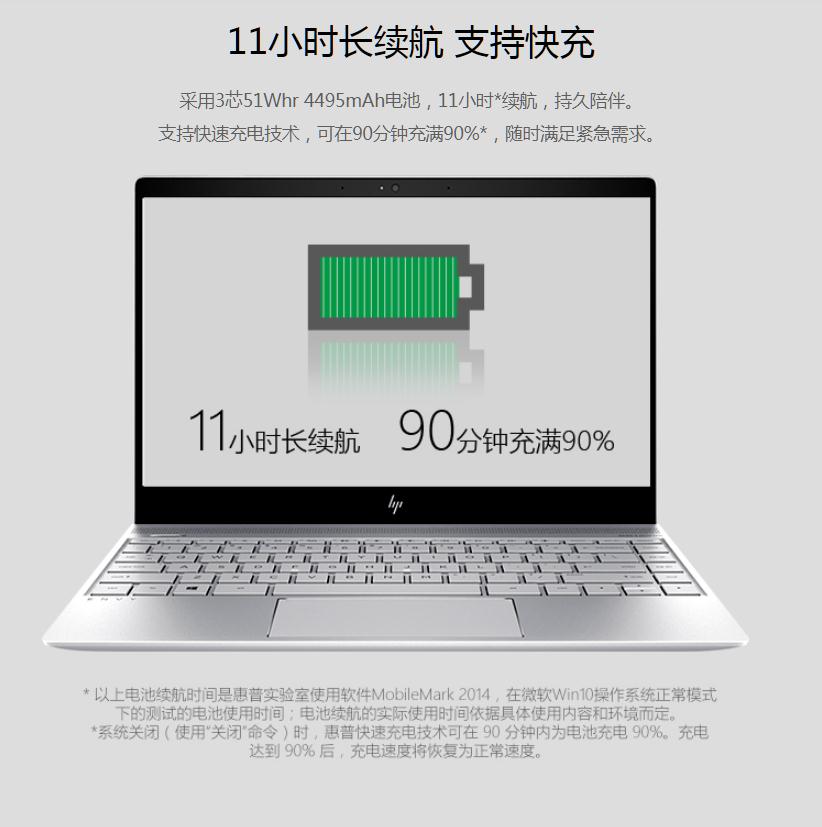 11小时长续航 支持快充
采用3芯51Whr 4495mAh电池，11小时*续航，持久陪伴。
支持快速充电技术，可在90分钟充满90%*，随时满足紧急需求。
11小时长续航 90分钟充满90%
hp
ENVY
* 以上电池续航时间是惠普实验室使用软件MobileMark 2014，在微软Win10操作系统正常模式
下的测试的电池使用时间；电池续航的实际使用时间依据具体使用内容和环境而定。
*系统关闭（使用“关闭”命令）时，惠普快速充电技术可在 90 分钟内为电池充电 90%。充电
达到 90% 后，充电速度将恢复为正常速度。